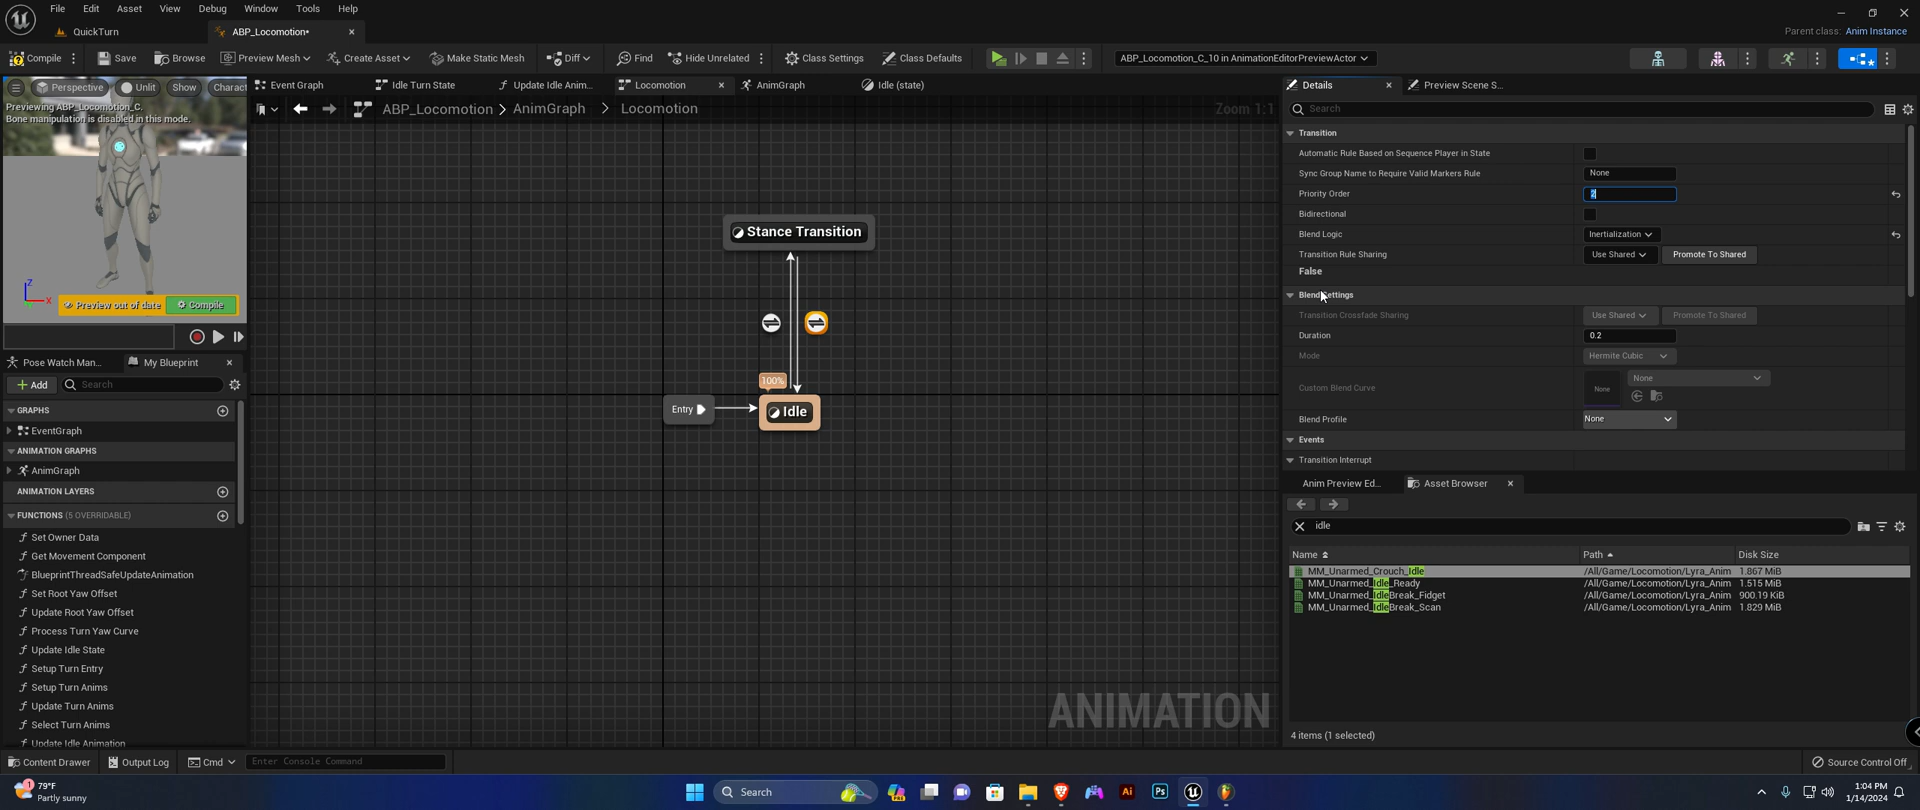 File Edit Asset View Debug Window Tools Help
QuickTurn ABP_Locomotion*
Parent class: Anim Instance
Compile Save Browse Preview Mesh Create Asset Make Static Mesh Diff Find Hide Unrelated Class Settings Class Defaults ABP_Locomotion_C_10 in AnimationEditorPreviewActor
Perspective Unlit Show Charact
Previewing ABP_Locomotion_C.
Bone manipulation is disabled in this mode.
Z
X
Preview out of date Compile
Event Graph Idle Turn State Update Idle Anim... Locomotion AnimGraph Idle (state)
ABP_Locomotion > AnimGraph > Locomotion
Zoom 1:1
Stance Transition
100%
Entry
Idle
ANIMATION
Pose Watch Man... My Blueprint
Add Search
GRAPHS
EventGraph
ANIMATION GRAPHS
AnimGraph
ANIMATION LAYERS
FUNCTIONS (5 OVERRIDABLE)
Set Owner Data
Get Movement Component
BlueprintThreadSafeUpdateAnimation
Set Root Yaw Offset
Update Root Yaw Offset
Process Turn Yaw Curve
Update Idle State
Setup Turn Entry
Setup Turn Anims
Update Turn Anims
Select Turn Anims
Update Idle Animation
Details Preview Scene S...
Search
Transition
Automatic Rule Based on Sequence Player in State
Sync Group Name to Require Valid Markers Rule None
Priority Order 2
Bidirectional
Blend Logic Inertialization
Transition Rule Sharing Use Shared Promote To Shared
False
Blend Settings
Transition Crossfade Sharing Use Shared Promote To Shared
Duration 0.2
Mode Hermite Cubic
Custom Blend Curve None None
Blend Profile None
Events
Transition Interrupt
Anim Preview Ed... Asset Browser
idle
Name Path Disk Size
MM_Unarmed_Crouch_Idle /All/Game/Locomotion/Lyra_Anim 1.867 MiB
MM_Unarmed_Idle_Ready /All/Game/Locomotion/Lyra_Anim 1.515 MiB
MM_Unarmed_IdleBreak_Fidget /All/Game/Locomotion/Lyra_Anim 900.19 KiB
MM_Unarmed_IdleBreak_Scan /All/Game/Locomotion/Lyra_Anim 1.829 MiB
4 items (1 selected)
Content Drawer Output Log Cmd Enter Console Command Source Control Off
1
79°F
Partly sunny
Search
Ai Ps
1:04 PM
1/14/2024